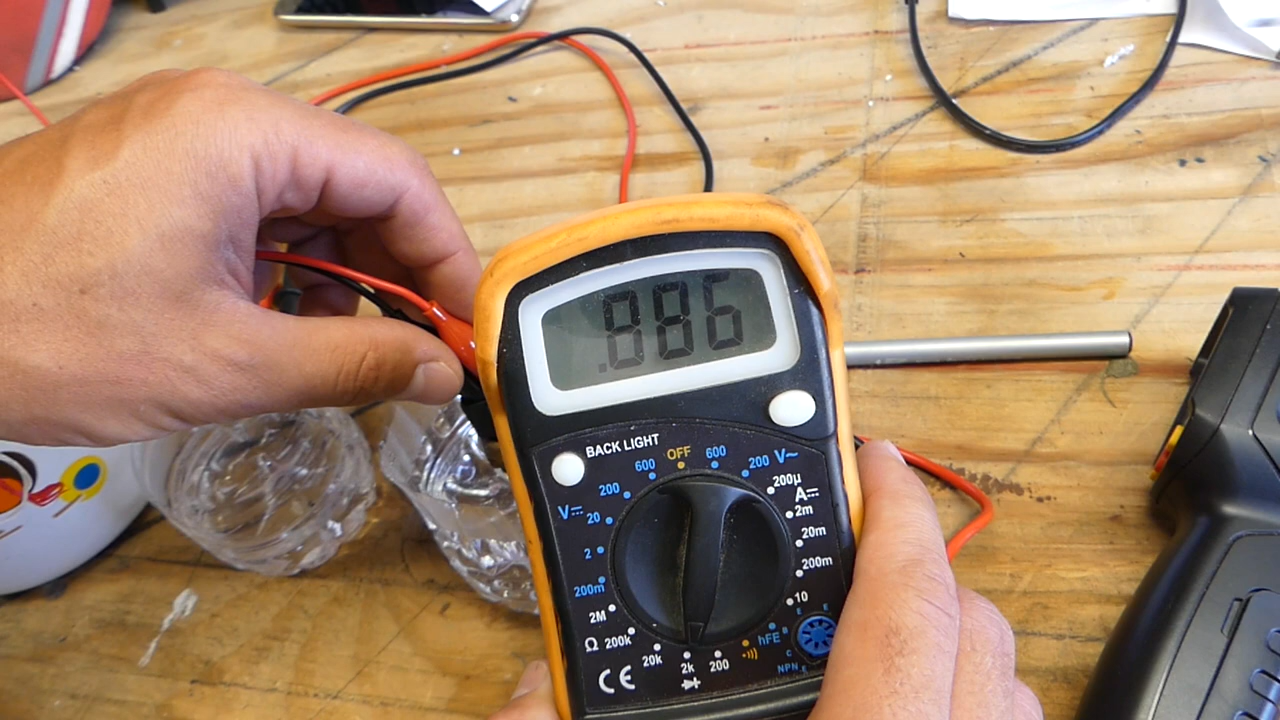 .886
BACK LIGHT
OFF
600
600
200
V~
200
200µ
A⎓
V⎓
20
2m
2
20m
200m
200m
2M
10
Ω
200k
20k
2k
200
hFE
E
E
B
C
NPN
E
CE